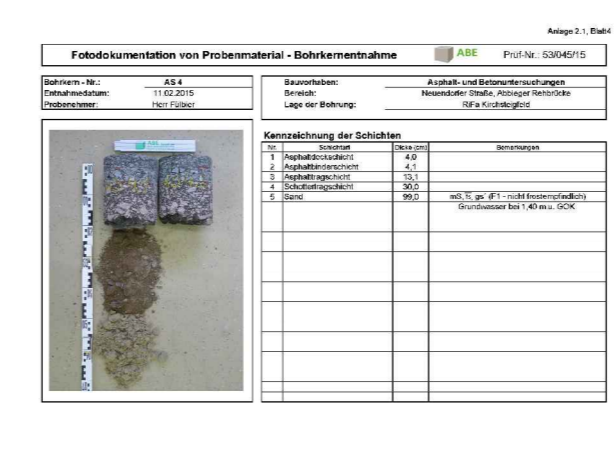 Anlage 2.1, Blatt4
Fotodokumentation von Probenmaterial - Bohrkernentnahme
ABE
Prüf-Nr.: 53/045/15
Bohrkern - Nr.: AS 4
Entnahmedatum: 11.02.2015
Probenehmer: Herr Fülbier
Bauvorhaben: Asphalt- und Betonuntersuchungen
Bereich: Neuendorfer Straße, Abbieger Rehbrücke
Lage der Bohrung: RiFa Kirchsteigfeld
Kennzeichnung der Schichten
Nr. Schichtart Dicke (cm) Bemerkungen
1 Asphaltdeckschicht 4,0
2 Asphaltbinderschicht 4,1
3 Asphalttragschicht 13,1
4 Schottertragschicht 30,0
5 Sand 99,0 mS, gs' (F1 - nicht frostempfindlich)
Grundwasser bei 1,40 m u. GOK